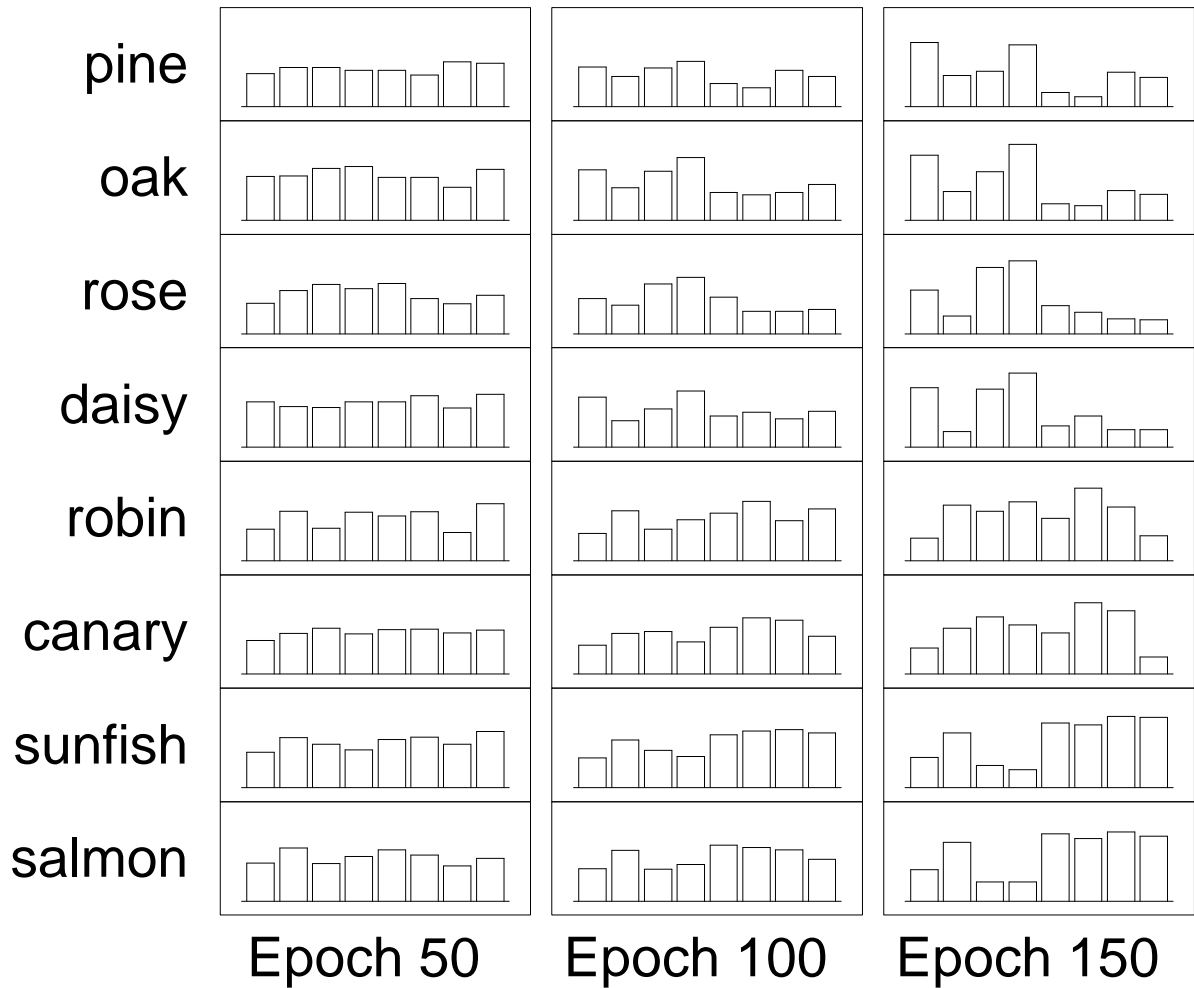 pine
oak
rose
daisy
robin
canary
sunfish
salmon
Epoch 50 Epoch 100 Epoch 150